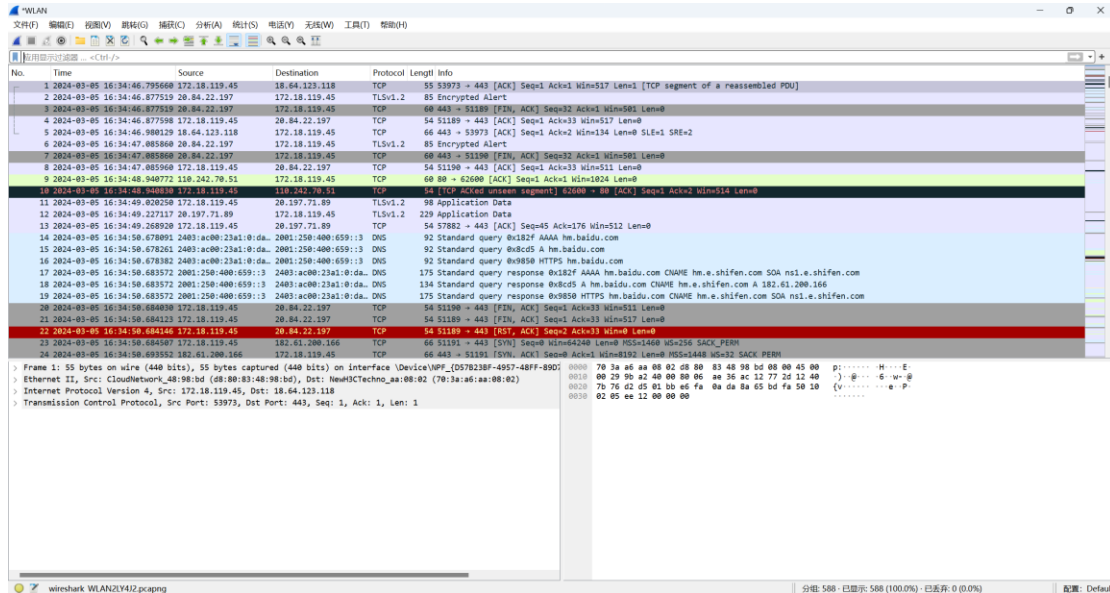 *WLAN
文件(F) 编辑(E) 视图(V) 跳转(G) 捕获(C) 分析(A) 统计(S) 电话(Y) 无线(W) 工具(T) 帮助(H)
应用显示过滤器 … <Ctrl-/>
No. Time Source Destination Protocol Lengtl Info
1 2024-03-05 16:34:46.795660 172.18.119.45 18.64.123.118 TCP 55 53973 → 443 [ACK] Seq=1 Ack=1 Win=517 Len=1 [TCP segment of a reassembled PDU]
2 2024-03-05 16:34:46.877519 20.84.22.197 172.18.119.45 TLSv1.2 85 Encrypted Alert
3 2024-03-05 16:34:46.877519 20.84.22.197 172.18.119.45 TCP 60 443 → 51189 [FIN, ACK] Seq=32 Ack=1 Win=501 Len=0
4 2024-03-05 16:34:46.877598 172.18.119.45 20.84.22.197 TCP 54 51189 → 443 [ACK] Seq=1 Ack=33 Win=517 Len=0
5 2024-03-05 16:34:46.980129 18.64.123.118 172.18.119.45 TCP 66 443 → 53973 [ACK] Seq=1 Ack=2 Win=134 Len=0 SLE=1 SRE=2
6 2024-03-05 16:34:47.085860 20.84.22.197 172.18.119.45 TLSv1.2 85 Encrypted Alert
7 2024-03-05 16:34:47.085860 20.84.22.197 172.18.119.45 TCP 60 443 → 51190 [FIN, ACK] Seq=32 Ack=1 Win=501 Len=0
8 2024-03-05 16:34:47.085960 172.18.119.45 20.84.22.197 TCP 54 51190 → 443 [ACK] Seq=1 Ack=33 Win=511 Len=0
9 2024-03-05 16:34:48.940772 110.242.70.51 172.18.119.45 TCP 60 80 → 62600 [ACK] Seq=1 Ack=1 Win=1024 Len=0
10 2024-03-05 16:34:48.940830 172.18.119.45 110.242.70.51 TCP 54 [TCP ACKed unseen segment] 62600 → 80 [ACK] Seq=1 Ack=2 Win=514 Len=0
11 2024-03-05 16:34:49.020250 172.18.119.45 20.197.71.89 TLSv1.2 98 Application Data
12 2024-03-05 16:34:49.227117 20.197.71.89 172.18.119.45 TLSv1.2 229 Application Data
13 2024-03-05 16:34:49.268920 172.18.119.45 20.197.71.89 TCP 54 57882 → 443 [ACK] Seq=45 Ack=176 Win=512 Len=0
14 2024-03-05 16:34:50.678091 2403:ac00:23a1:0:da… 2001:250:400:659::3 DNS 92 Standard query 0x182f AAAA hm.baidu.com
15 2024-03-05 16:34:50.678261 2403:ac00:23a1:0:da… 2001:250:400:659::3 DNS 92 Standard query 0x8cd5 A hm.baidu.com
16 2024-03-05 16:34:50.678382 2403:ac00:23a1:0:da… 2001:250:400:659::3 DNS 92 Standard query 0x9850 HTTPS hm.baidu.com
17 2024-03-05 16:34:50.683572 2001:250:400:659::3 2403:ac00:23a1:0:da… DNS 175 Standard query response 0x182f AAAA hm.baidu.com CNAME hm.e.shifen.com SOA ns1.e.shifen.com
18 2024-03-05 16:34:50.683572 2001:250:400:659::3 2403:ac00:23a1:0:da… DNS 134 Standard query response 0x8cd5 A hm.baidu.com CNAME hm.e.shifen.com A 182.61.200.166
19 2024-03-05 16:34:50.683572 2001:250:400:659::3 2403:ac00:23a1:0:da… DNS 175 Standard query response 0x9850 HTTPS hm.baidu.com CNAME hm.e.shifen.com SOA ns1.e.shifen.com
20 2024-03-05 16:34:50.684030 172.18.119.45 20.84.22.197 TCP 54 51190 → 443 [FIN, ACK] Seq=1 Ack=33 Win=511 Len=0
21 2024-03-05 16:34:50.684123 172.18.119.45 20.84.22.197 TCP 54 51189 → 443 [FIN, ACK] Seq=1 Ack=33 Win=517 Len=0
22 2024-03-05 16:34:50.684146 172.18.119.45 20.84.22.197 TCP 54 51189 → 443 [RST, ACK] Seq=2 Ack=33 Win=0 Len=0
23 2024-03-05 16:34:50.684507 172.18.119.45 182.61.200.166 TCP 66 51191 → 443 [SYN] Seq=0 Win=64240 Len=0 MSS=1460 WS=256 SACK_PERM
24 2024-03-05 16:34:50.693552 182.61.200.166 172.18.119.45 TCP 66 443 → 51191 [SYN, ACK] Seq=0 Ack=1 Win=8192 Len=0 MSS=1448 WS=32 SACK_PERM
> Frame 1: 55 bytes on wire (440 bits), 55 bytes captured (440 bits) on interface \Device\NPF_{D57B23BF-4957-48FF-89D7
> Ethernet II, Src: CloudNetwork_48:98:bd (d8:80:83:48:98:bd), Dst: NewH3CTechno_aa:08:02 (70:3a:a6:aa:08:02)
> Internet Protocol Version 4, Src: 172.18.119.45, Dst: 18.64.123.118
> Transmission Control Protocol, Src Port: 53973, Dst Port: 443, Seq: 1, Ack: 1, Len: 1
0000 70 3a a6 aa 08 02 d8 80 83 48 98 bd 08 00 45 00 p:······ ·H····E·
0010 00 29 9b a2 40 00 80 06 ae 36 ac 12 77 2d 12 40 ·)··@··· ·6··w-·@
0020 7b 76 d2 d5 01 bb e6 fa 0a da 8a 65 bd fa 50 10 {v······ ···e··P·
0030 02 05 ee 12 00 00 00 ·······
wireshark_WLAN2LY4J2.pcapng
分组: 588 · 已显示: 588 (100.0%) · 已丢弃: 0 (0.0%)
配置: Defaul